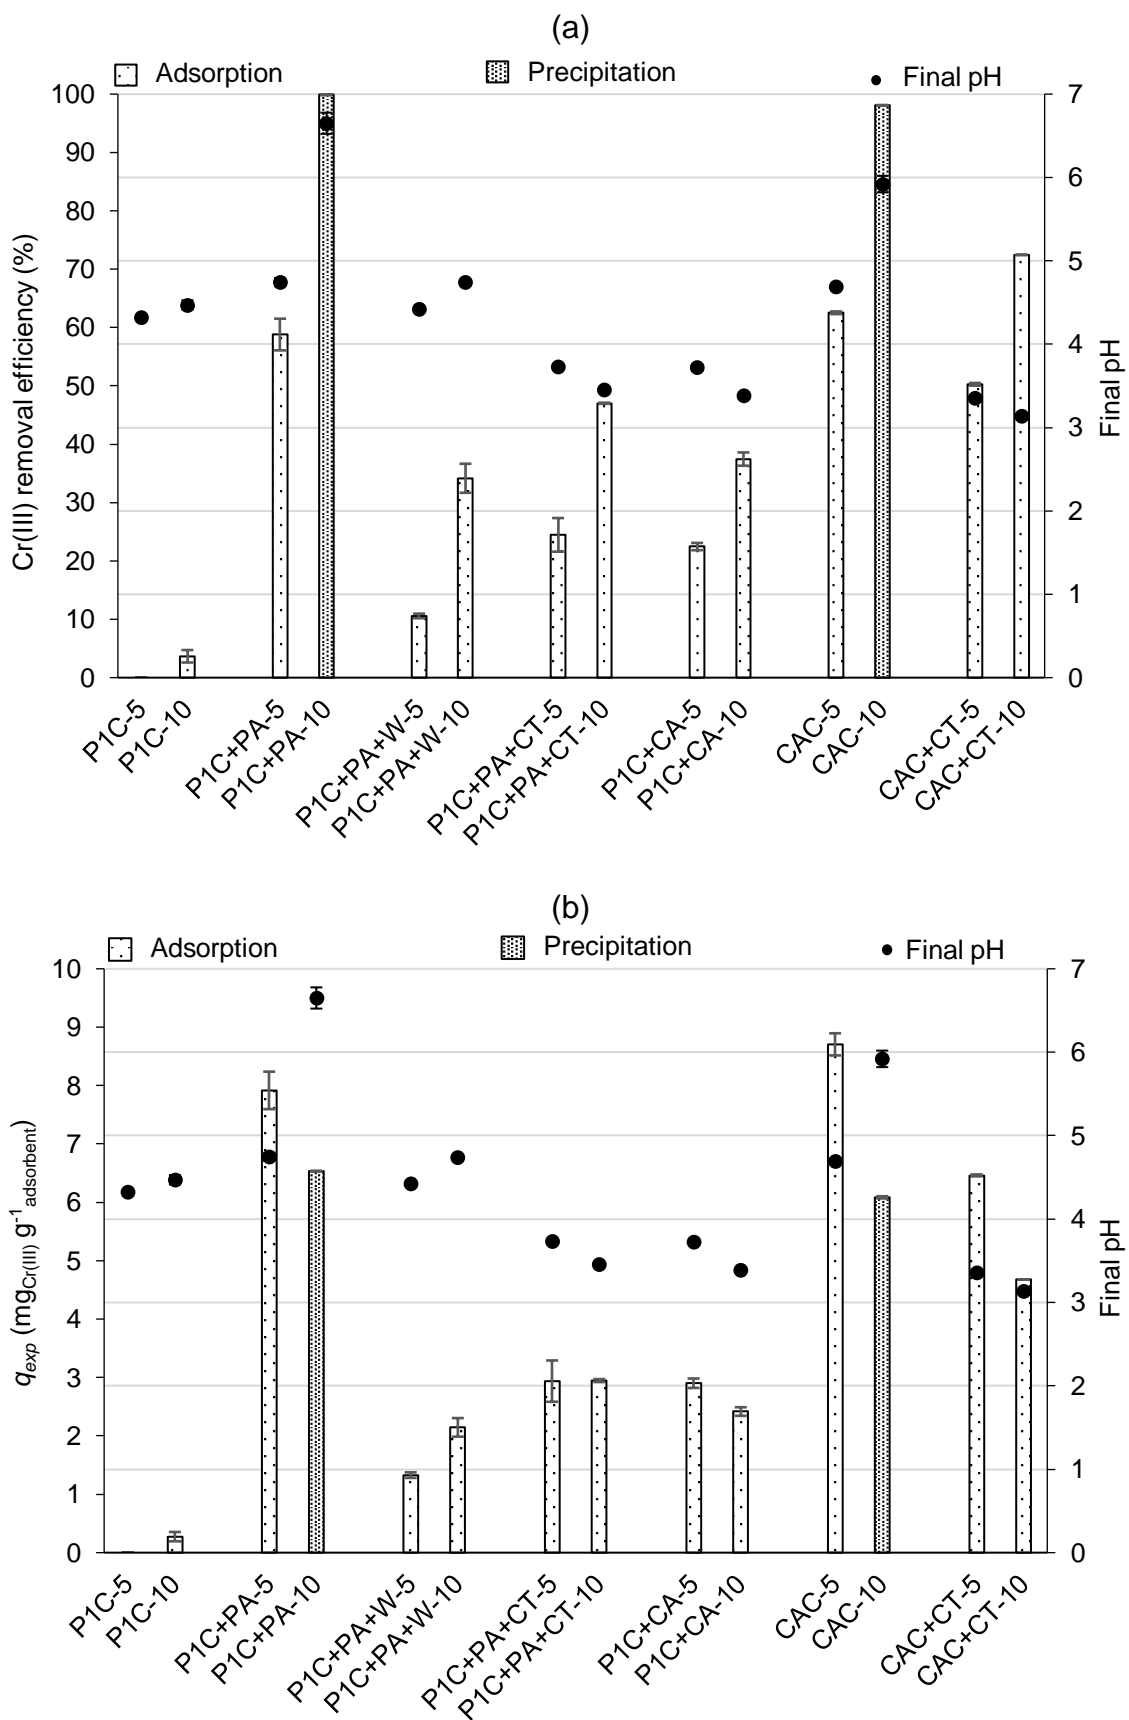 (a)
Adsorption Precipitation Final pH
100 7
90
80 6
70 5
60
50 4
40 3
30
20 2
10 1
0 0
Cr(III) removal efficiency (%)
Final pH
P1C-5
P1C-10
P1C+PA-5
P1C+PA-10
P1C+PA+W-5
P1C+PA+W-10
P1C+PA+CT-5
P1C+PA+CT-10
P1C+CA-5
P1C+CA-10
CAC-5
CAC-10
CAC+CT-5
CAC+CT-10
(b)
Adsorption Precipitation Final pH
10 7
9
8 6
7 5
6
5 4
4 3
3
2 2
1 1
0 0
qexp (mgCr(III) g-1 adsorbent)
Final pH
P1C-5
P1C-10
P1C+PA-5
P1C+PA-10
P1C+PA+W-5
P1C+PA+W-10
P1C+PA+CT-5
P1C+PA+CT-10
P1C+CA-5
P1C+CA-10
CAC-5
CAC-10
CAC+CT-5
CAC+CT-10